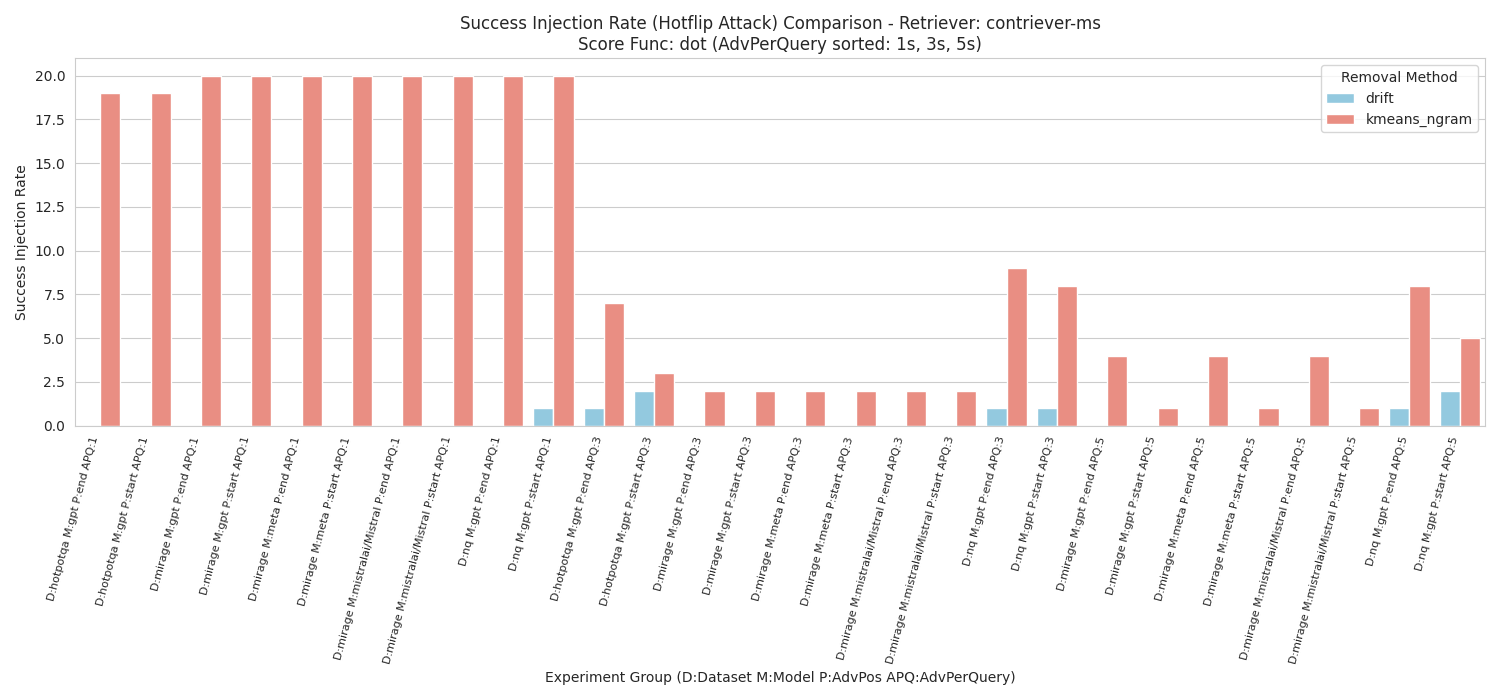 Success Injection Rate (Hotflip Attack) Comparison - Retriever: contriever-ms
Score Func: dot (AdvPerQuery sorted: 1s, 3s, 5s)
Removal Method
drift
kmeans_ngram
Success Injection Rate
20.0
17.5
15.0
12.5
10.0
7.5
5.0
2.5
0.0
D:hotpotqa M:gpt P:end APQ:1
D:hotpotqa M:gpt P:start APQ:1
D:mirage M:gpt P:end APQ:1
D:mirage M:gpt P:start APQ:1
D:mirage M:meta P:end APQ:1
D:mirage M:meta P:start APQ:1
D:mirage M:mistralai/Mistral P:end APQ:1
D:mirage M:mistralai/Mistral P:start APQ:1
D:nq M:gpt P:end APQ:1
D:nq M:gpt P:start APQ:1
D:hotpotqa M:gpt P:end APQ:3
D:hotpotqa M:gpt P:start APQ:3
D:mirage M:gpt P:end APQ:3
D:mirage M:gpt P:start APQ:3
D:mirage M:meta P:end APQ:3
D:mirage M:meta P:start APQ:3
D:mirage M:mistralai/Mistral P:end APQ:3
D:mirage M:mistralai/Mistral P:start APQ:3
D:nq M:gpt P:end APQ:3
D:nq M:gpt P:start APQ:3
D:mirage M:gpt P:end APQ:5
D:mirage M:gpt P:start APQ:5
D:mirage M:meta P:end APQ:5
D:mirage M:meta P:start APQ:5
D:mirage M:mistralai/Mistral P:end APQ:5
D:mirage M:mistralai/Mistral P:start APQ:5
D:nq M:gpt P:end APQ:5
D:nq M:gpt P:start APQ:5
Experiment Group (D:Dataset M:Model P:AdvPos APQ:AdvPerQuery)